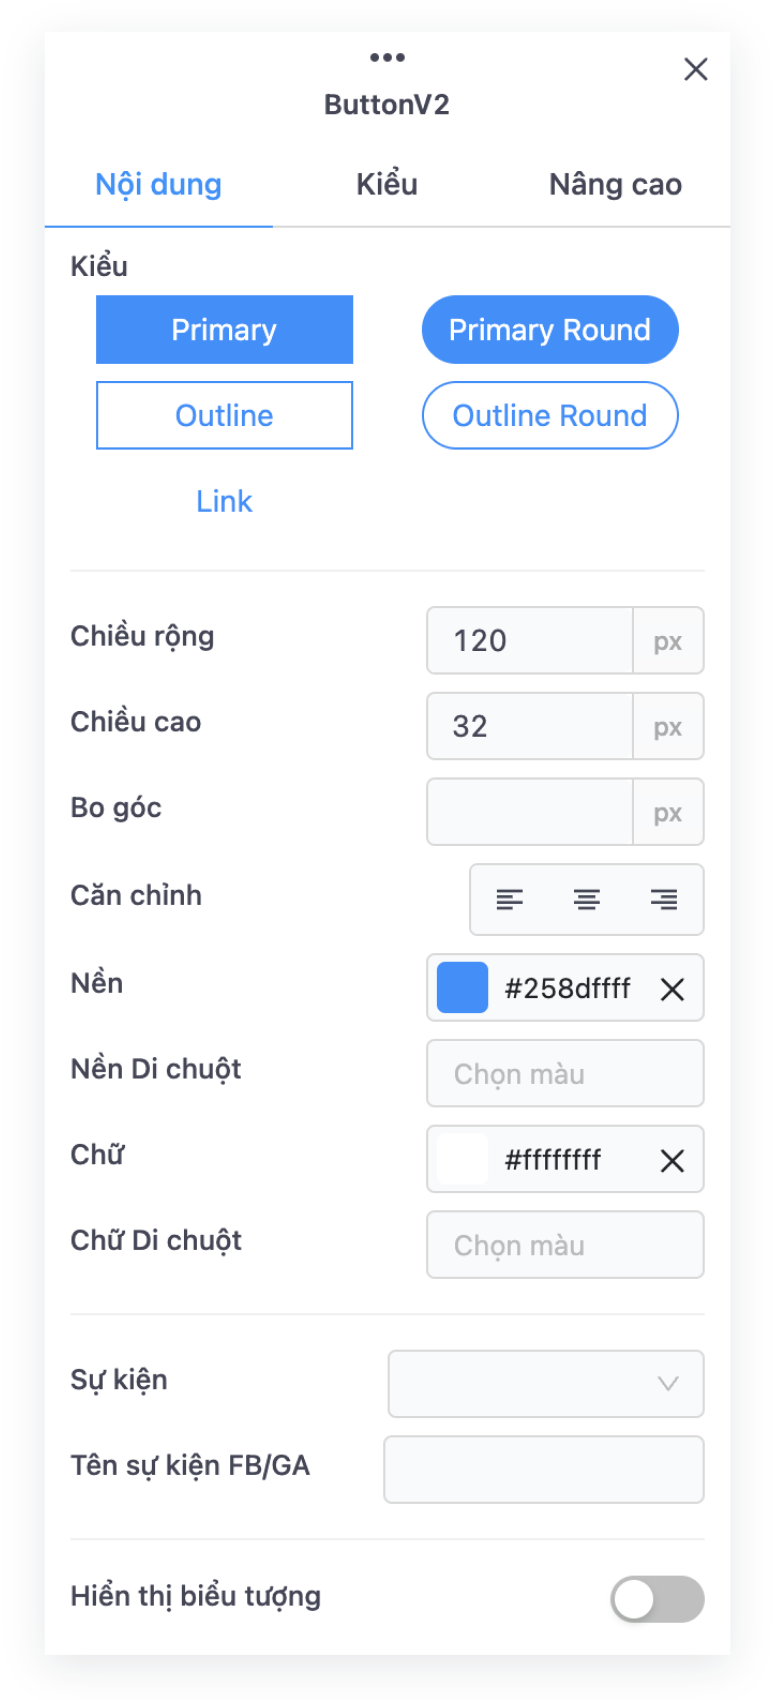 ButtonV2
Nội dung Kiểu Nâng cao
Kiểu
Primary Primary Round
Outline Outline Round
Link
Chiều rộng 120 px
Chiều cao 32 px
Bo góc px
Căn chỉnh
Nền #258dffff
Nền Di chuột Chọn màu
Chữ #ffffffff
Chữ Di chuột Chọn màu
Sự kiện
Tên sự kiện FB/GA
Hiển thị biểu tượng